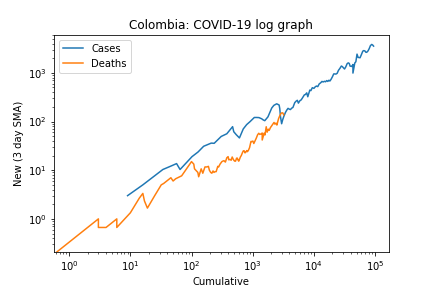 Colombia: COVID-19 log graph
Cases
Deaths
New (3 day SMA)
10³
10²
10¹
10⁰
10⁰ 10¹ 10² 10³ 10⁴ 10⁵
Cumulative